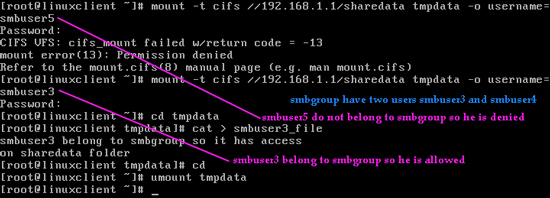 [root@linuxclient ~]# mount -t cifs //192.168.1.1/sharedata tmpdata -o username=
smbuser5
Password:
CIFS VFS: cifs_mount failed w/return code = -13
mount error(13): Permission denied
Refer to the mount.cifs(8) manual page (e.g. man mount.cifs)
[root@linuxclient ~]# mount -t cifs //192.168.1.1/sharedata tmpdata -o username=
smbuser3
smbgroup have two users smbuser3 and smbuser4
Password:
[root@linuxclient ~]# cd tmpdata
smbuser5 do not belong to smbgroup so he is denied
[root@linuxclient tmpdata]# cat > smbuser3_file
smbuser3 belong to smbgroup so it has access
on sharedata folder
smbuser3 belong to smbgroup so he is allowed
[root@linuxclient tmpdata]# cd
[root@linuxclient ~]# umount tmpdata
[root@linuxclient ~]# _